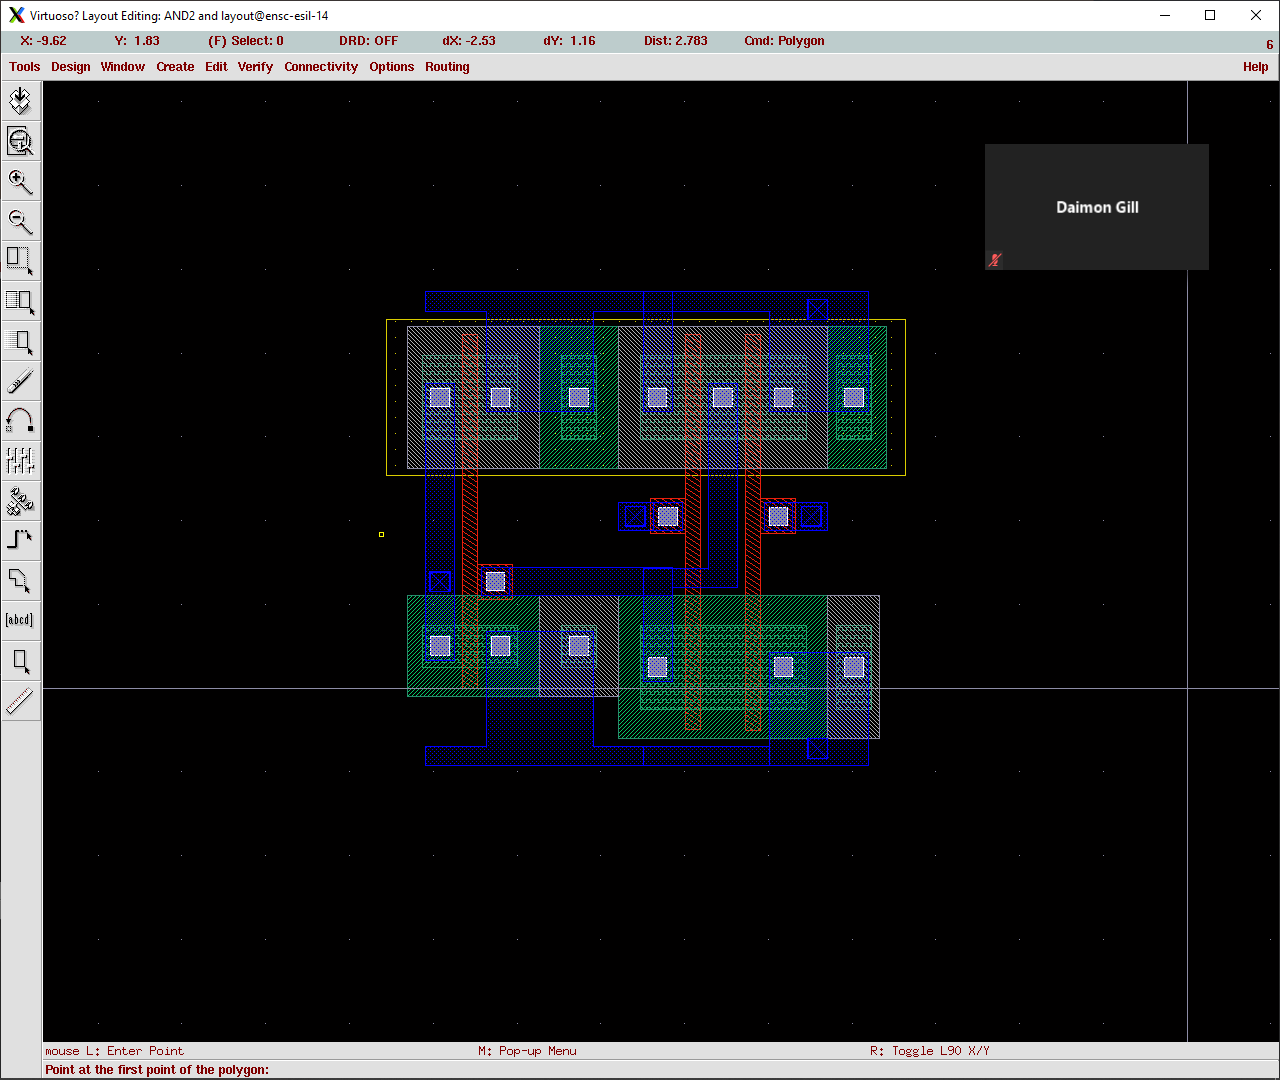 Virtuoso? Layout Editing: AND2 and layout@ensc-esil-14
X: -9.62 Y: 1.83 (F) Select: 0 DRD: OFF dX: -2.53 dY: 1.16 Dist: 2.783 Cmd: Polygon 6
Tools Design Window Create Edit Verify Connectivity Options Routing Help
Daimon Gill
[abcd]
mouse L: Enter Point M: Pop-up Menu R: Toggle L90 X/Y
Point at the first point of the polygon: